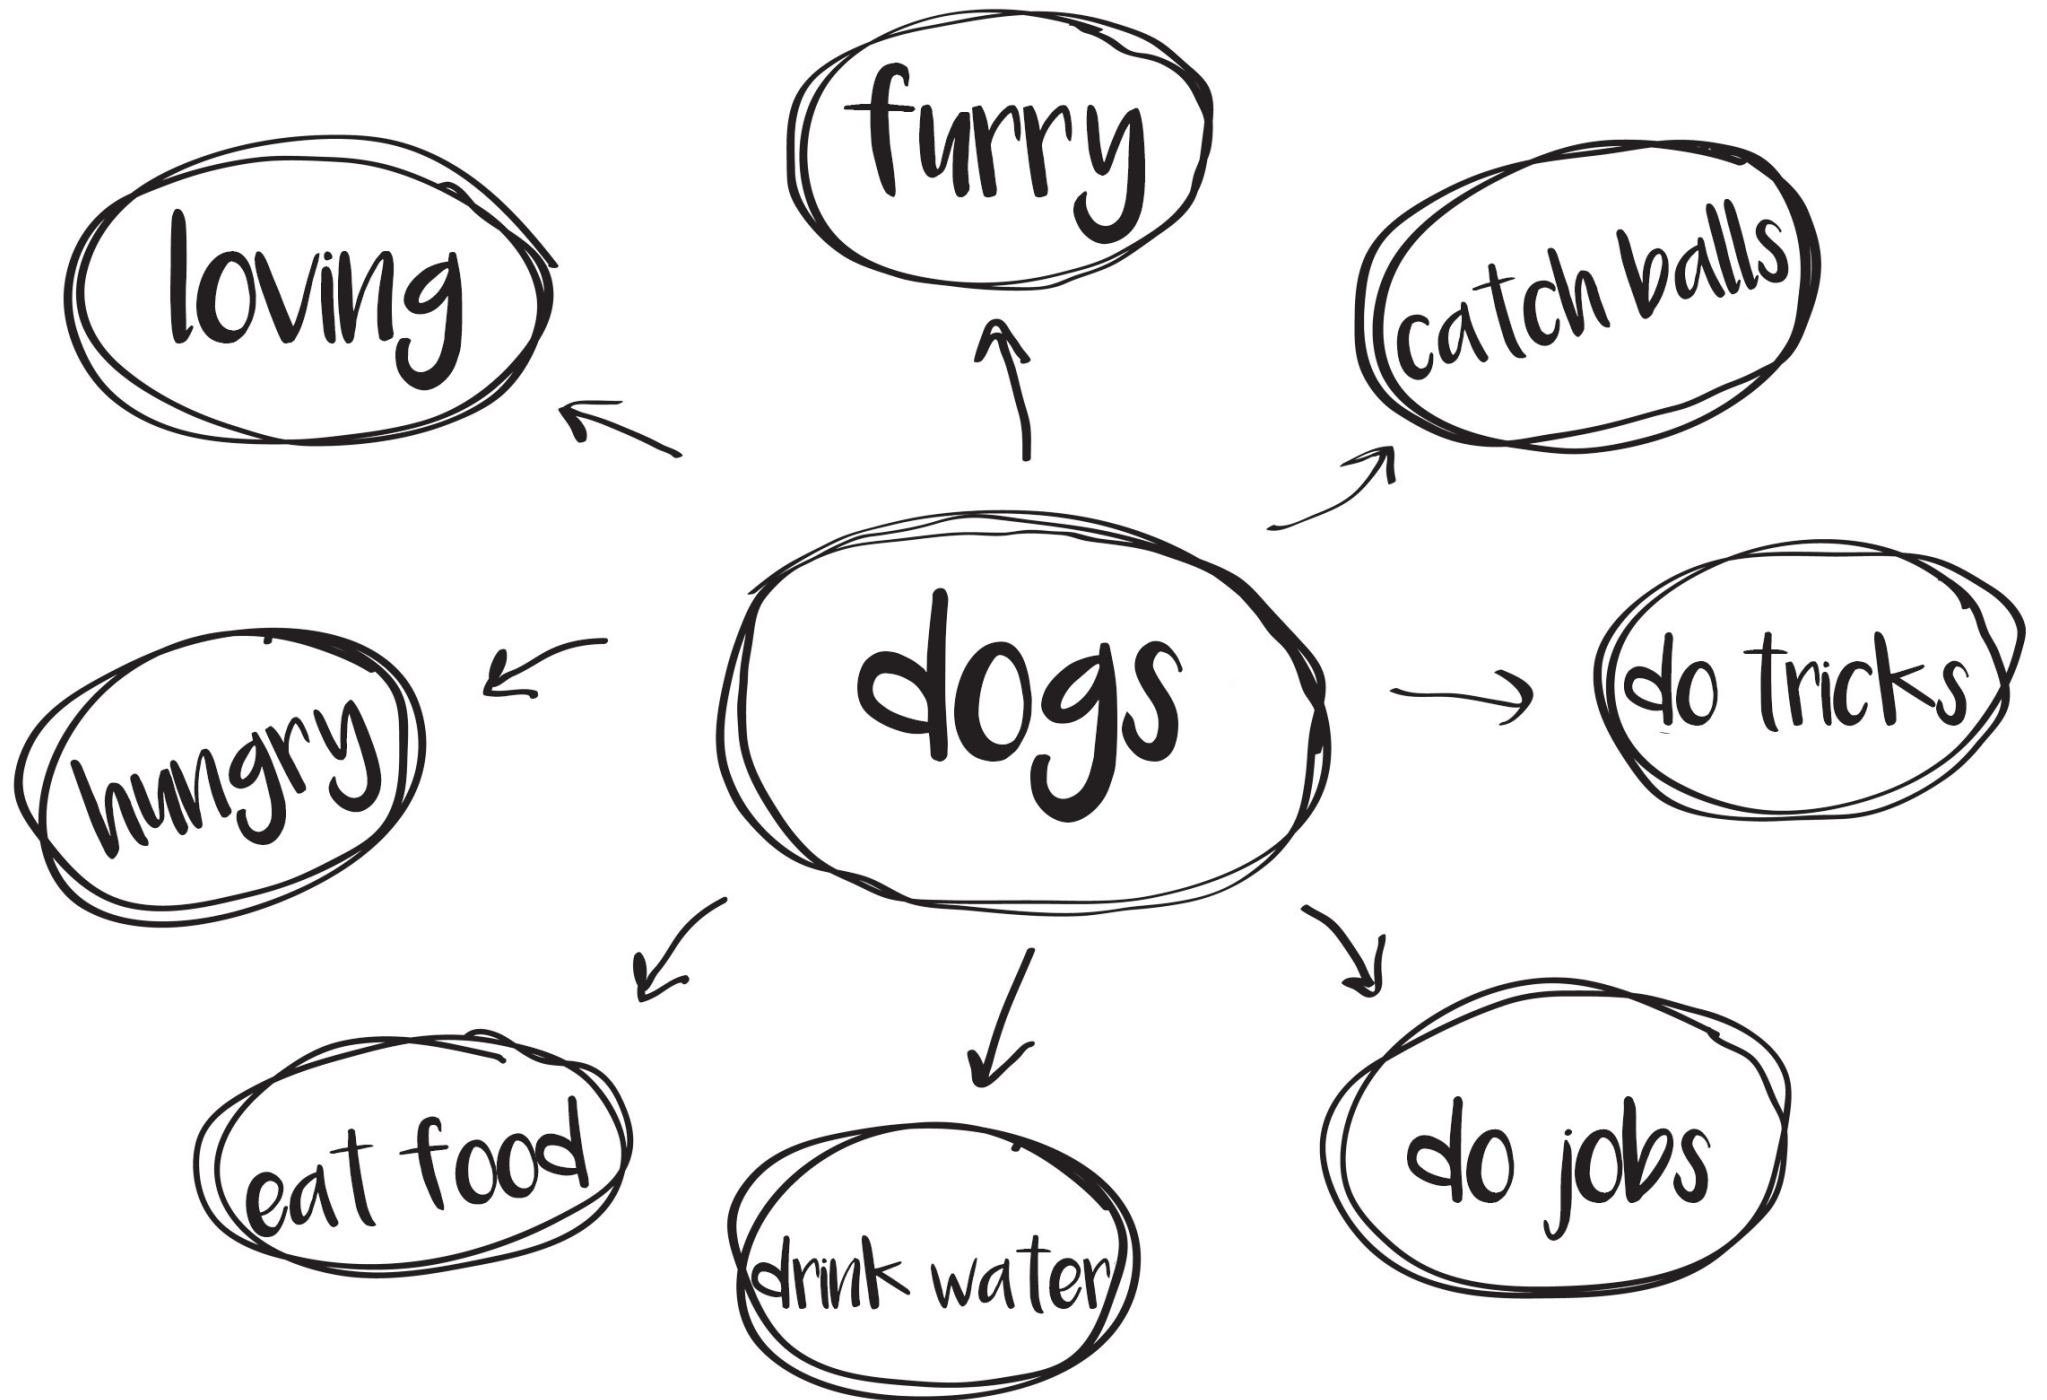 furry
loving
catch balls
dogs
do tricks
hungry
eat food
do jobs
drink water